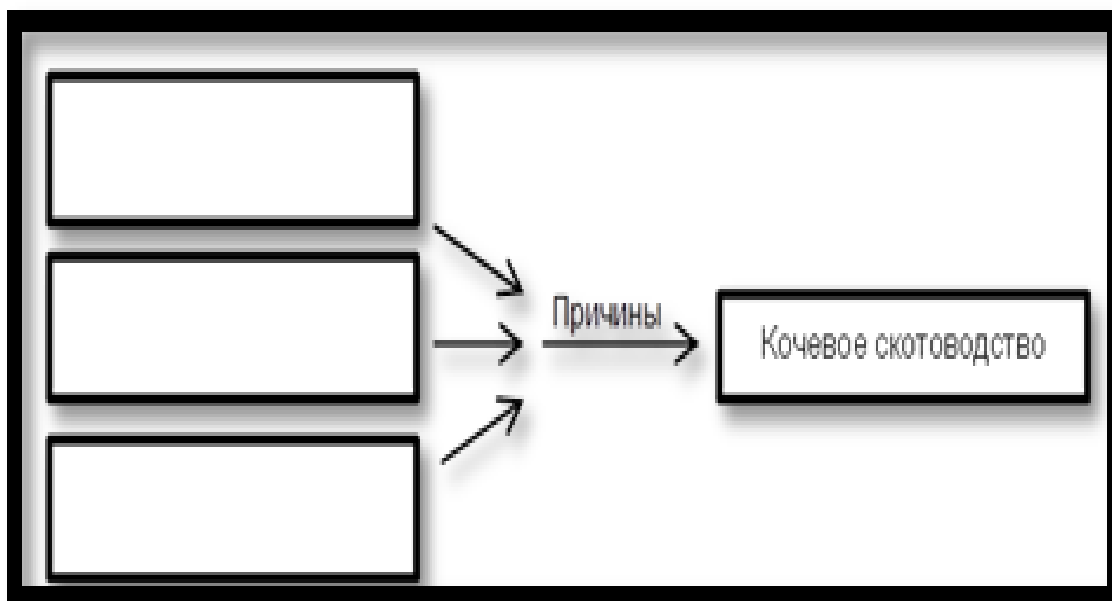 Причины
Кочевое скотоводство